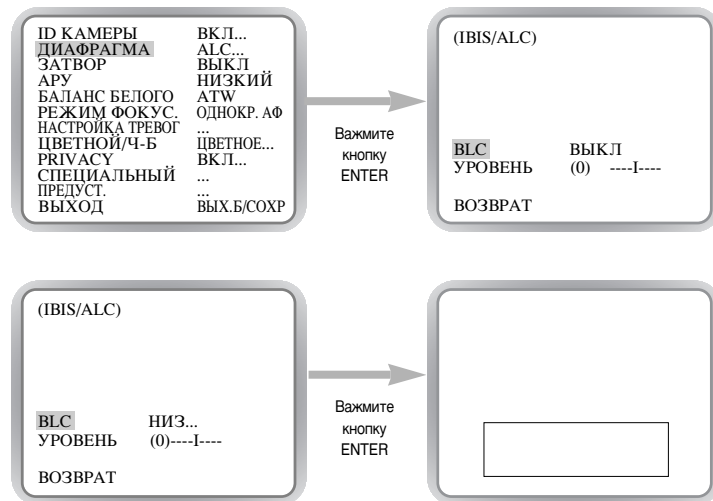 ID КАМЕРЫ ВКЛ...
ДИАФРАГМА ALC...
ЗАТВОР ВЫКЛ
АРУ НИЗКИЙ
БАЛАНС БЕЛОГО ATW
РЕЖИМ ФОКУС. ОДНОКР. АФ
НАСТРОЙКА ТРЕВОГ ...
ЦВЕТНОЙ/Ч-Б ЦВЕТНОЕ...
PRIVACY ВКЛ...
СПЕЦИАЛЬНЫЙ ...
ПРЕДУСТ. ...
ВЫХОД ВЫХ.Б/СОХР
Важмите
кнопку
ENTER
(IBIS/ALC)
BLC ВЫКЛ
УРОВЕНЬ (0) ----I----
ВОЗВРАТ
(IBIS/ALC)
BLC НИЗ...
УРОВЕНЬ (0)----I----
ВОЗВРАТ
Важмите
кнопку
ENTER